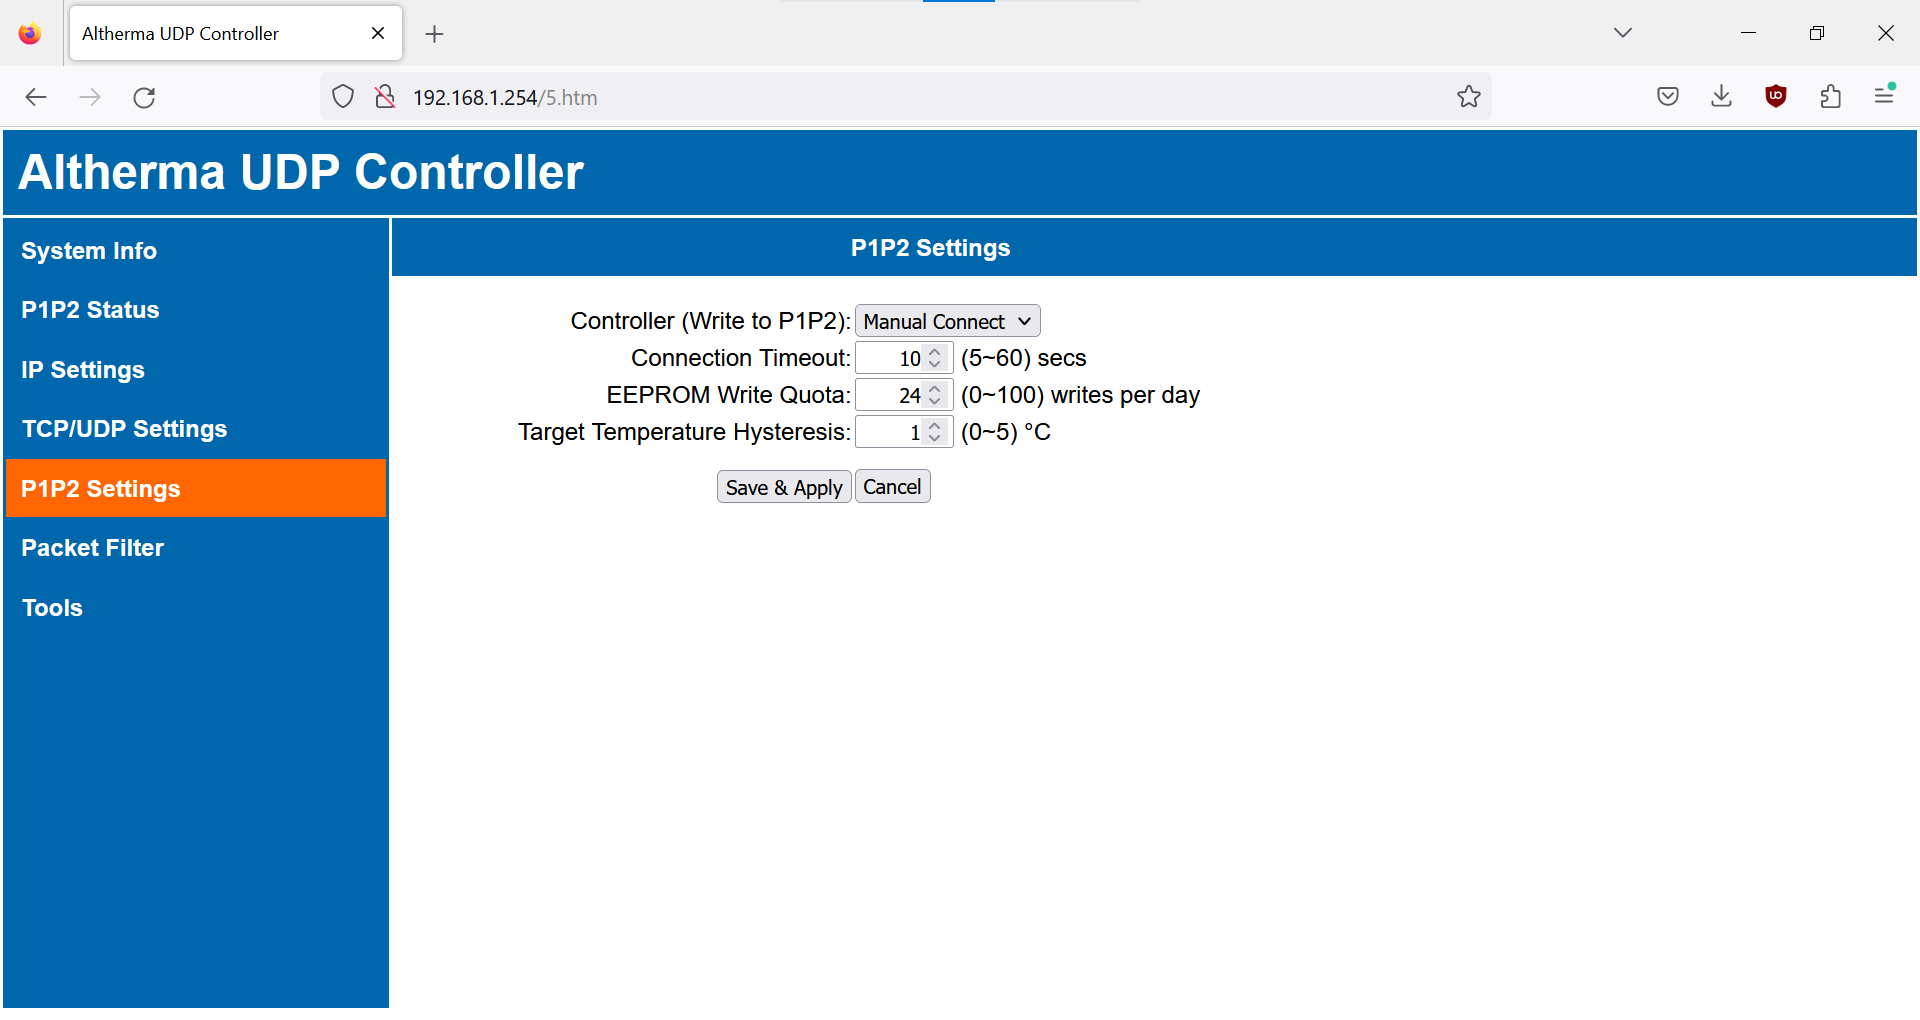 Altherma UDP Controller
192.168.1.254/5.htm
Altherma UDP Controller
System Info
P1P2 Status
IP Settings
TCP/UDP Settings
P1P2 Settings
Packet Filter
Tools
P1P2 Settings
Controller (Write to P1P2): Manual Connect
Connection Timeout: 10 (5~60) secs
EEPROM Write Quota: 24 (0~100) writes per day
Target Temperature Hysteresis: 1 (0~5) °C
Save & Apply Cancel